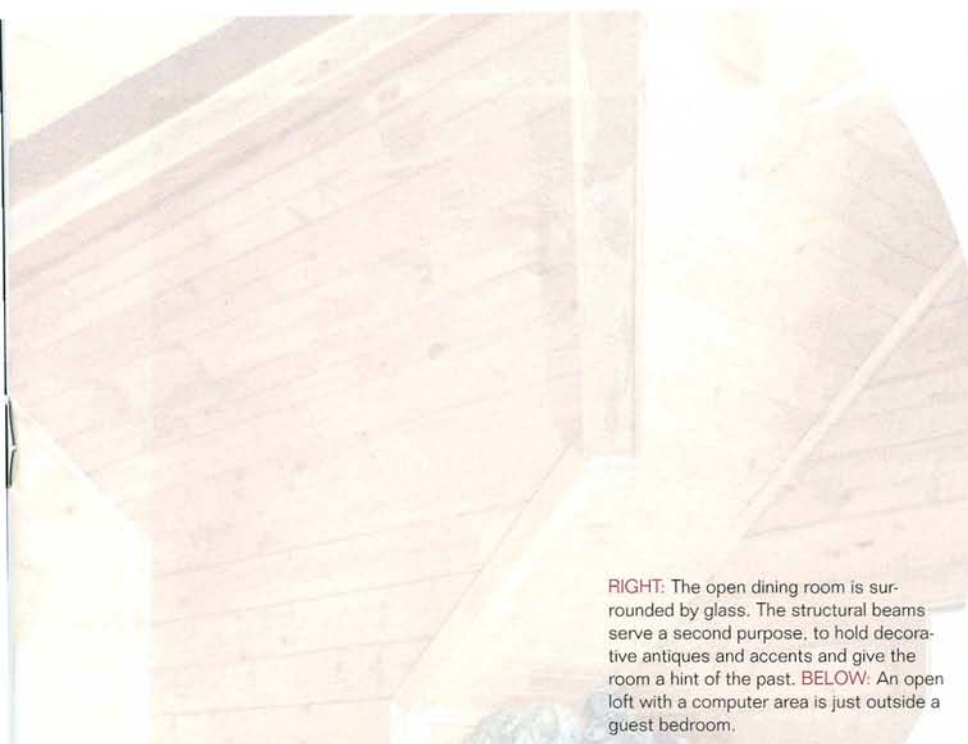 RIGHT: The open dining room is sur-
rounded by glass. The structural beams
serve a second purpose, to hold decora-
tive antiques and accents and give the
room a hint of the past. BELOW: An open
loft with a computer area is just outside a
guest bedroom.